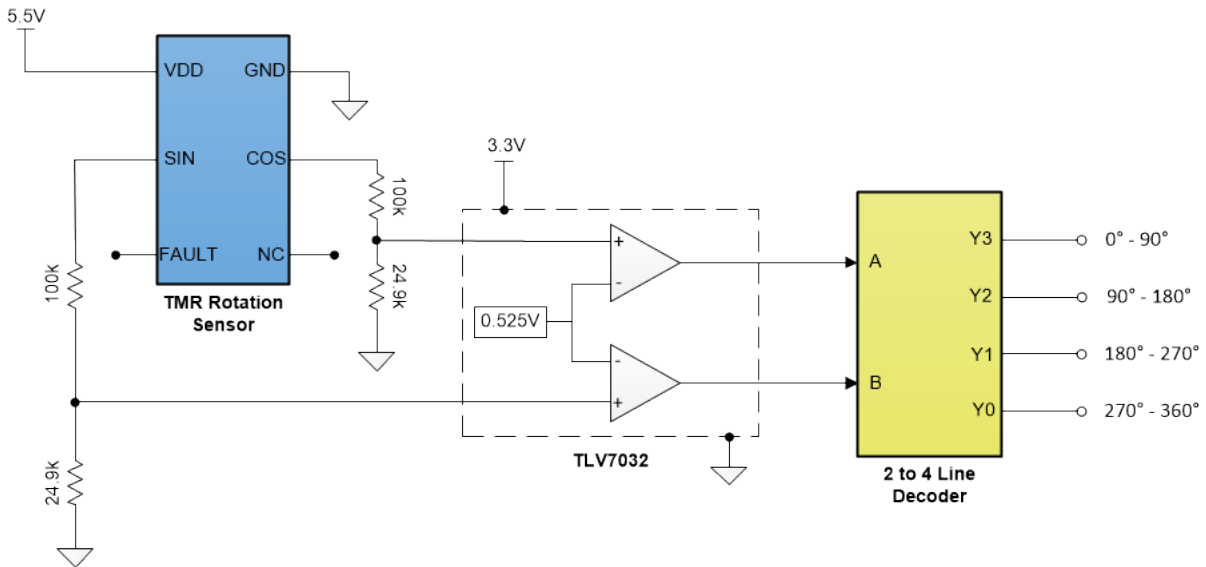 5.5V
VDD
GND
SIN
COS
FAULT
NC
TMR Rotation
Sensor
100k
24.9k
100k
24.9k
3.3V
+
-
0.525V
-
+
TLV7032
A
B
Y3
Y2
Y1
Y0
2 to 4 Line
Decoder
0° - 90°
90° - 180°
180° - 270°
270° - 360°